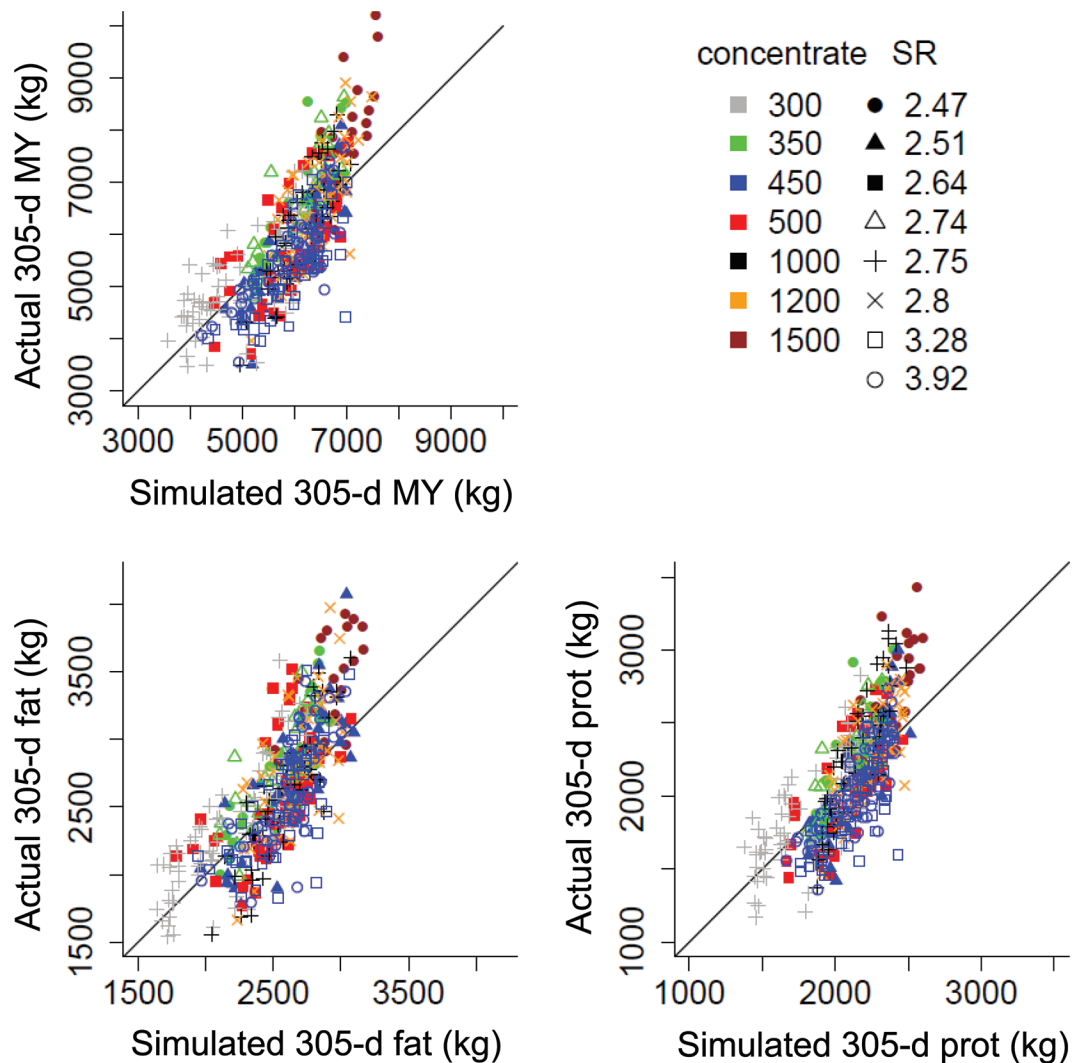 Actual 305-d MY (kg)
9000
7000
5000
3000
3000 5000 7000 9000
Simulated 305-d MY (kg)
concentrate SR
300 2.47
350 2.51
450 2.64
500 2.74
1000 2.75
1200 2.8
1500 3.28
3.92
Actual 305-d fat (kg)
3500
2500
1500
1500 2500 3500
Simulated 305-d fat (kg)
Actual 305-d prot (kg)
3000
2000
1000
1000 2000 3000
Simulated 305-d prot (kg)